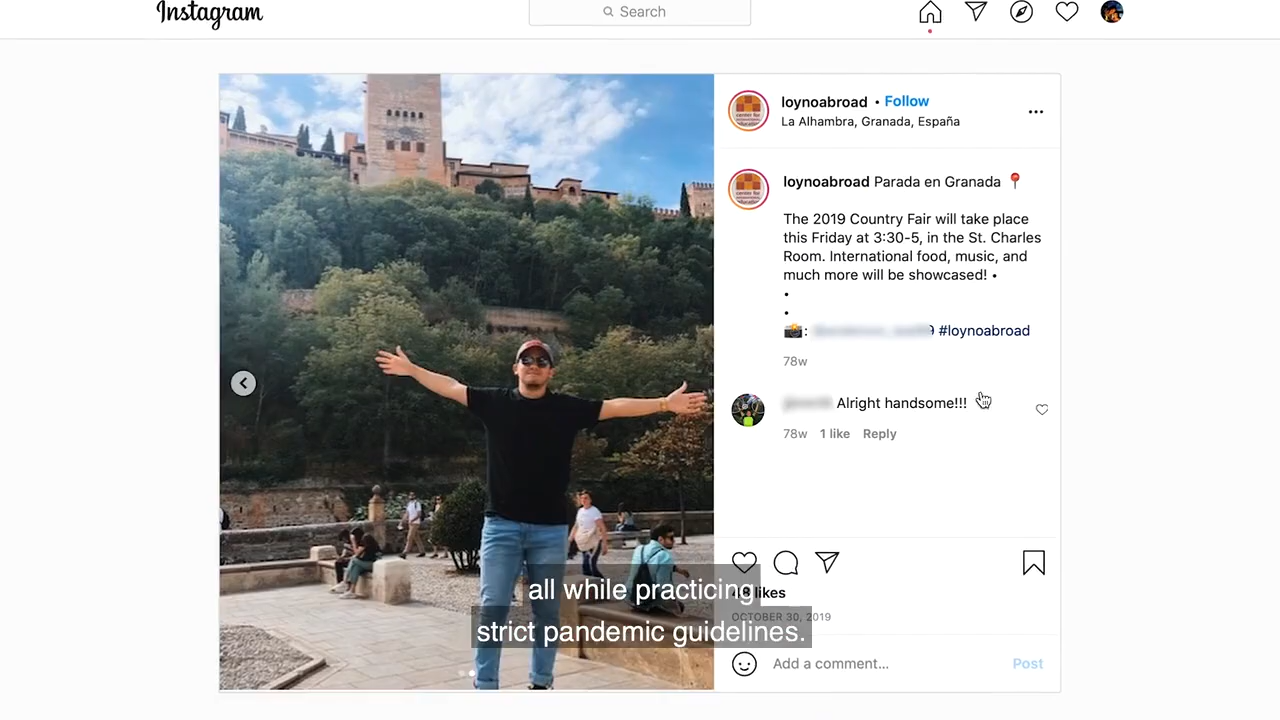 Instagram
Search
loynoabroad • Follow
La Alhambra, Granada, España
loynoabroad Parada en Granada
The 2019 Country Fair will take place
this Friday at 3:30-5, in the St. Charles
Room. International food, music, and
much more will be showcased! •
•
•
: #loynoabroad
78w
Alright handsome!!!
78w 1 like Reply
likes
OCTOBER 30, 2019
all while practicing
strict pandemic guidelines.
Add a comment... Post